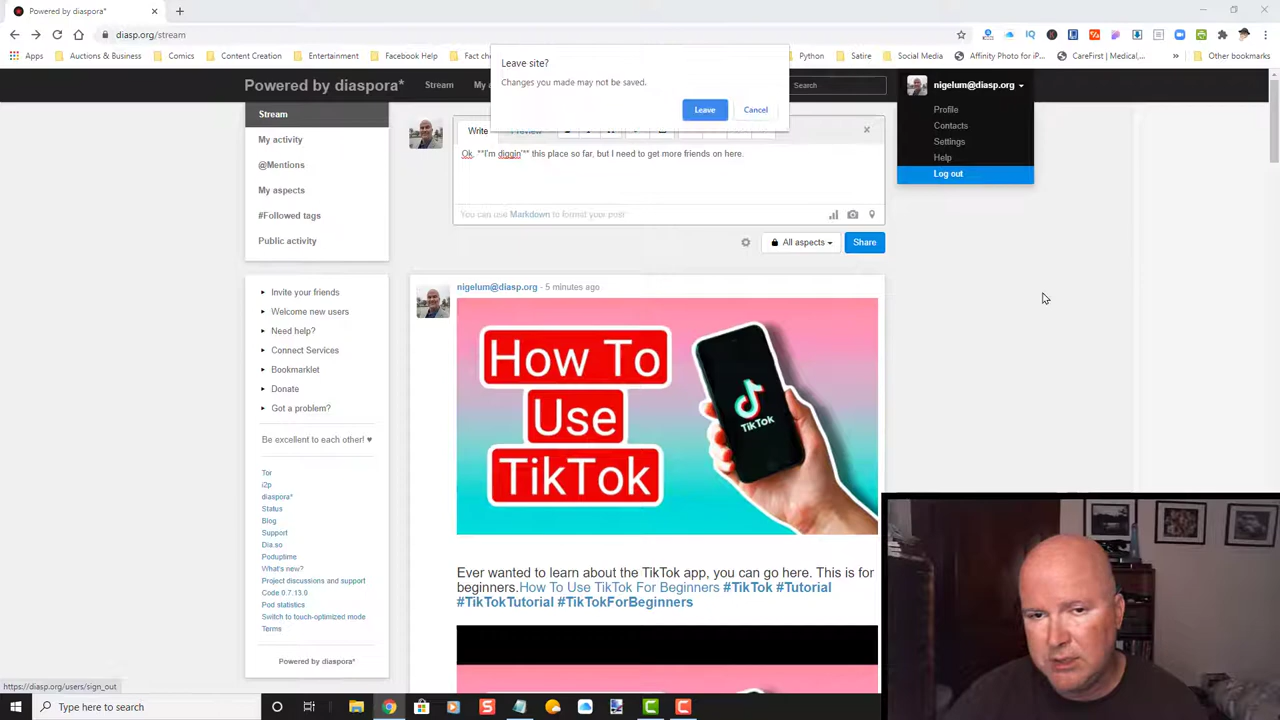 Powered by diaspora*
diasp.org/stream
Apps
Auctions & Business
Comics
Content Creation
Entertainment
Facebook Help
Fact che
Python
Satire
Social Media
Affinity Photo for iP...
CareFirst | Medical,...
Leave site?
Changes you made may not be saved.
Leave
Cancel
Powered by diaspora*
Stream
My a
Search
nigelum@diasp.org
Profile
Contacts
Settings
Help
Log out
Stream
My activity
@Mentions
My aspects
#Followed tags
Public activity
Write
Preview
Ok, **I'm diggin'** this place so far, but I need to get more friends on here.
You can use Markdown to format your post
All aspects
Share
Invite your friends
Welcome new users
Need help?
Connect Services
Bookmarklet
Donate
Got a problem?
Be excellent to each other! ♥
Tor
i2p
diaspora*
Status
Blog
Support
Dia.so
Poduptime
What's new?
Project discussions and support
Code 0.7.13.0
Pod statistics
Switch to touch-optimized mode
Terms
Powered by diaspora*
nigelum@diasp.org - 5 minutes ago
How To
Use
TikTok
TikTok
Ever wanted to learn about the TikTok app, you can go here. This is for
beginners.How To Use TikTok For Beginners #TikTok #Tutorial
#TikTokTutorial #TikTokForBeginners
https://diasp.org/users/sign_out
Type here to search